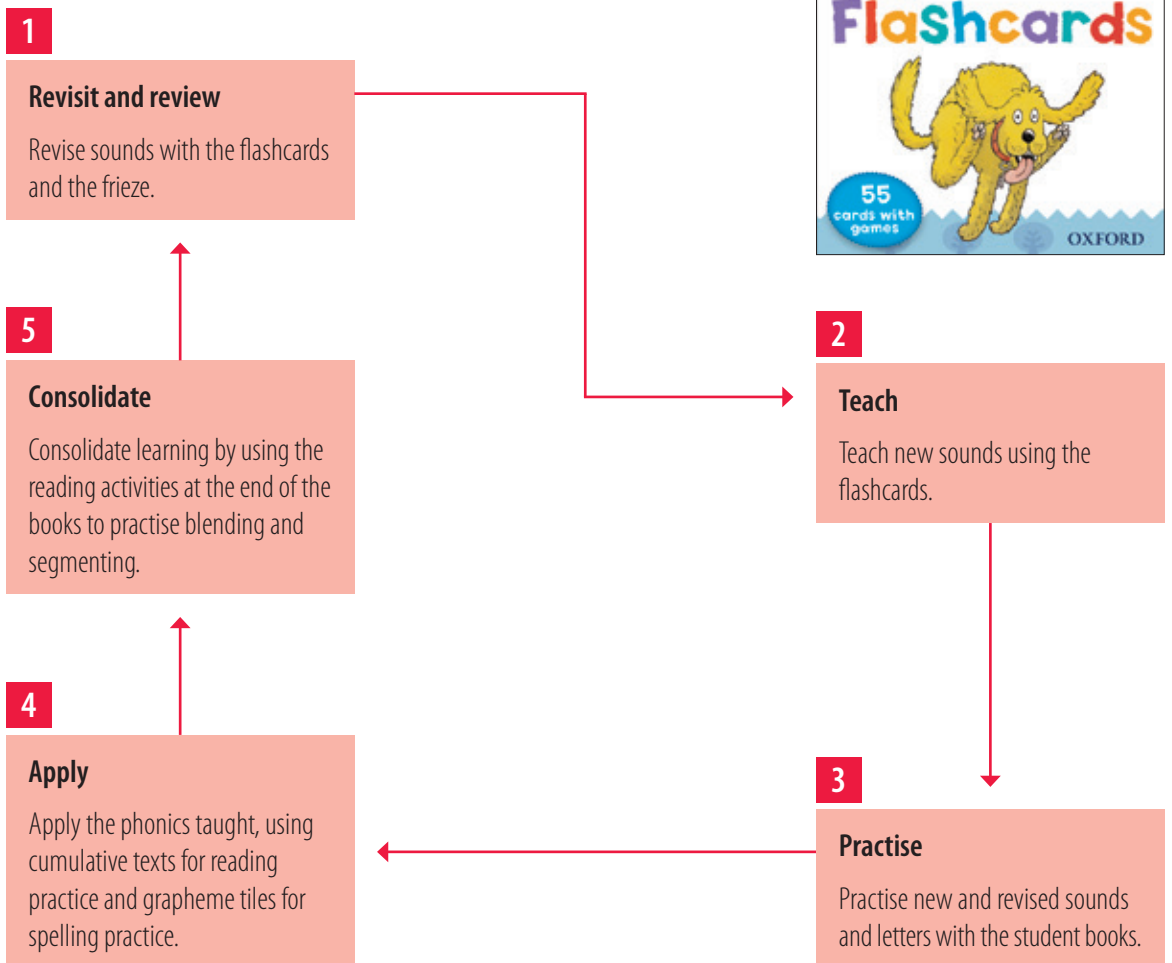 Flashcards
55
cards with
games
OXFORD
1
Revisit and review
Revise sounds with the flashcards
and the frieze.
2
Teach
Teach new sounds using the
flashcards.
3
Practise
Practise new and revised sounds
and letters with the student books.
4
Apply
Apply the phonics taught, using
cumulative texts for reading
practice and grapheme tiles for
spelling practice.
5
Consolidate
Consolidate learning by using the
reading activities at the end of the
books to practise blending and
segmenting.